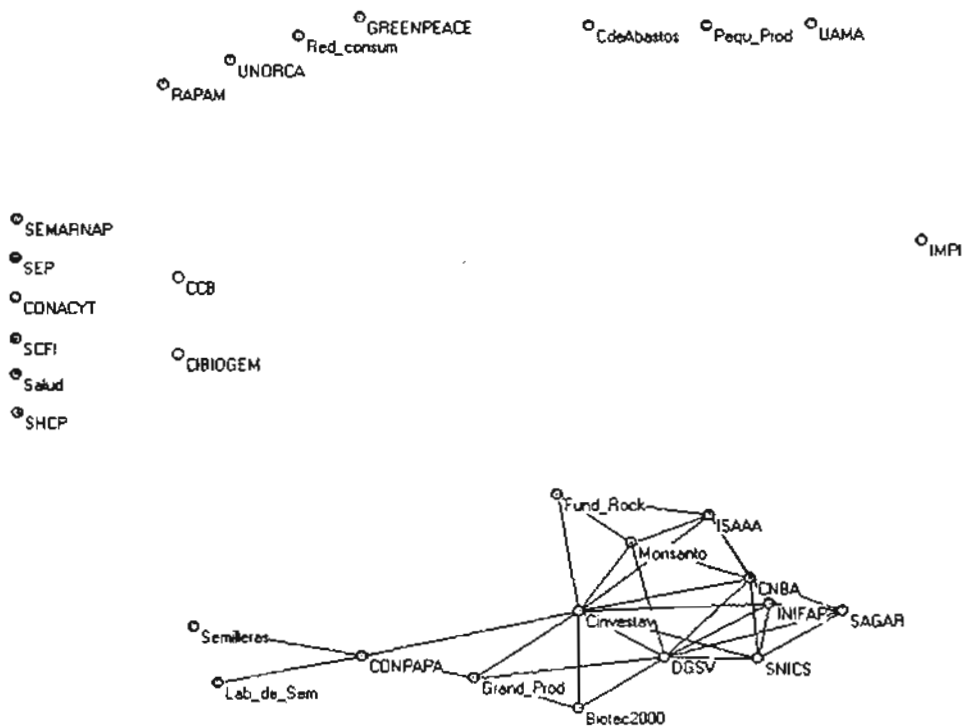 GREENPEACE
Red_consum
CdeAbastos
Pequ_Prod
UAMA
UNORCA
RAPAM
SEMARNAP
IMPI
SEP
CCB
CONACYT
SCFI
CIBIOGEM
Salud
SHCP
Fund_Rock
ISAAA
Monsanto
CNBA
INIFAP
SAGAR
Cinvestav
Semilleras
CONPAPA
DGSV
SNICS
Lab_de_Sem
Grand_Prod
Biotec2000